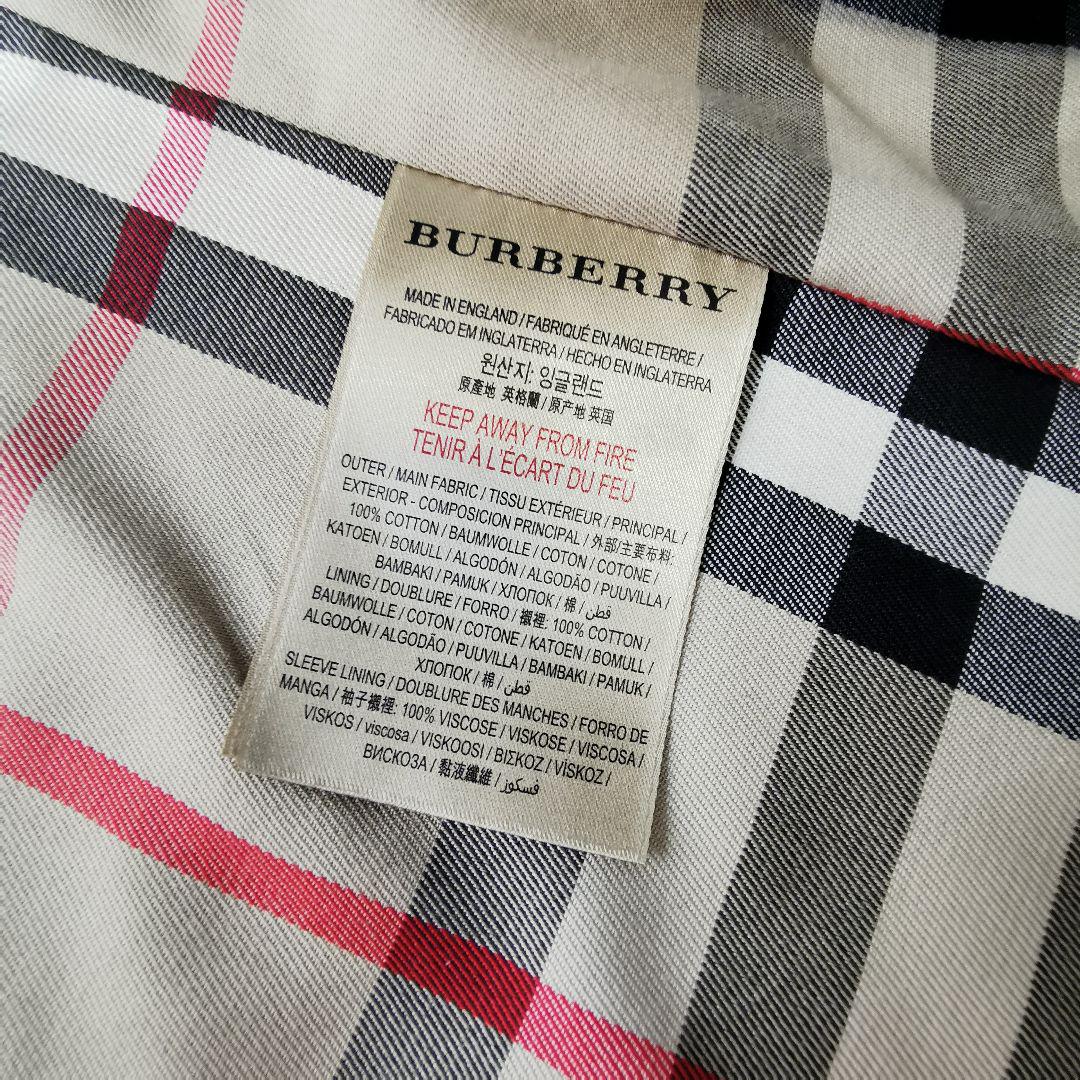 BURBERRY
MADE IN ENGLAND / FABRIQUÉ EN ANGLETERRE /
FABRICADO EM INGLATERRA / HECHO EN INGLATERRA
원산지: 잉글랜드
原產地 英格蘭 / 原产地 英国
KEEP AWAY FROM FIRE
TENIR À L'ÉCART DU FEU
OUTER / MAIN FABRIC / TISSU EXTÉRIEUR / PRINCIPAL /
EXTERIOR - COMPOSICION PRINCIPAL / 外部/主要布料:
100% COTTON / BAUMWOLLE / COTON / COTONE /
KATOEN / BOMULL / ALGODÓN / ALGODÃO / PUUVILLA /
BAMBAKI / PAMUK / ХЛОПОК / 棉 / قطن /
LINING / DOUBLURE / FORRO / 襯裡: 100% COTTON /
BAUMWOLLE / COTON / COTONE / KATOEN / BOMULL /
ALGODÓN / ALGODÃO / PUUVILLA / BAMBAKI / PAMUK /
ХЛОПОК / 棉 / قطن /
SLEEVE LINING / DOUBLURE DES MANCHES / FORRO DE
MANGA / 袖子襯裡: 100% VISCOSE / VISKOSE / VISCOSA /
VISKOS / viscosa / VISKOOSI / ΒΙΣΚΟΖ / VİSKOZ /
ВИСКОЗА / 黏液纖維 / فسكوز /